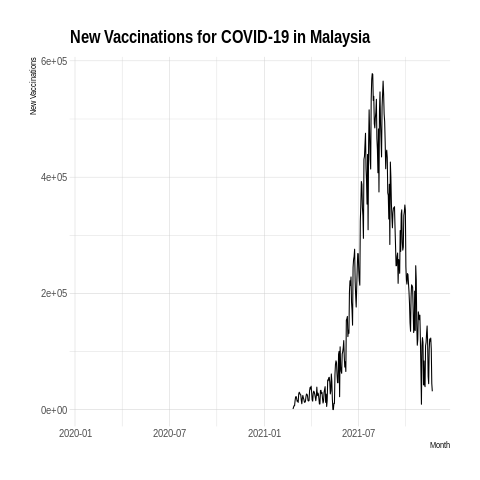 New Vaccinations for COVID-19 in Malaysia
New Vaccinations
6e+05
4e+05
2e+05
0e+00
2020-01 2020-07 2021-01 2021-07
Month